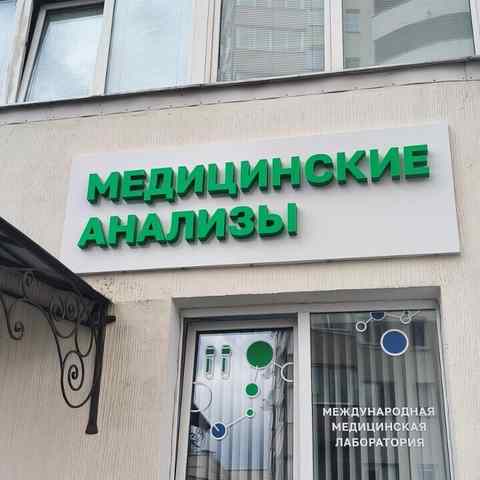 МЕДИЦИНСКИЕ
АНАЛИЗЫ
МЕЖДУНАРОДНАЯ
МЕДИЦИНСКАЯ
ЛАБОРАТОРИЯ